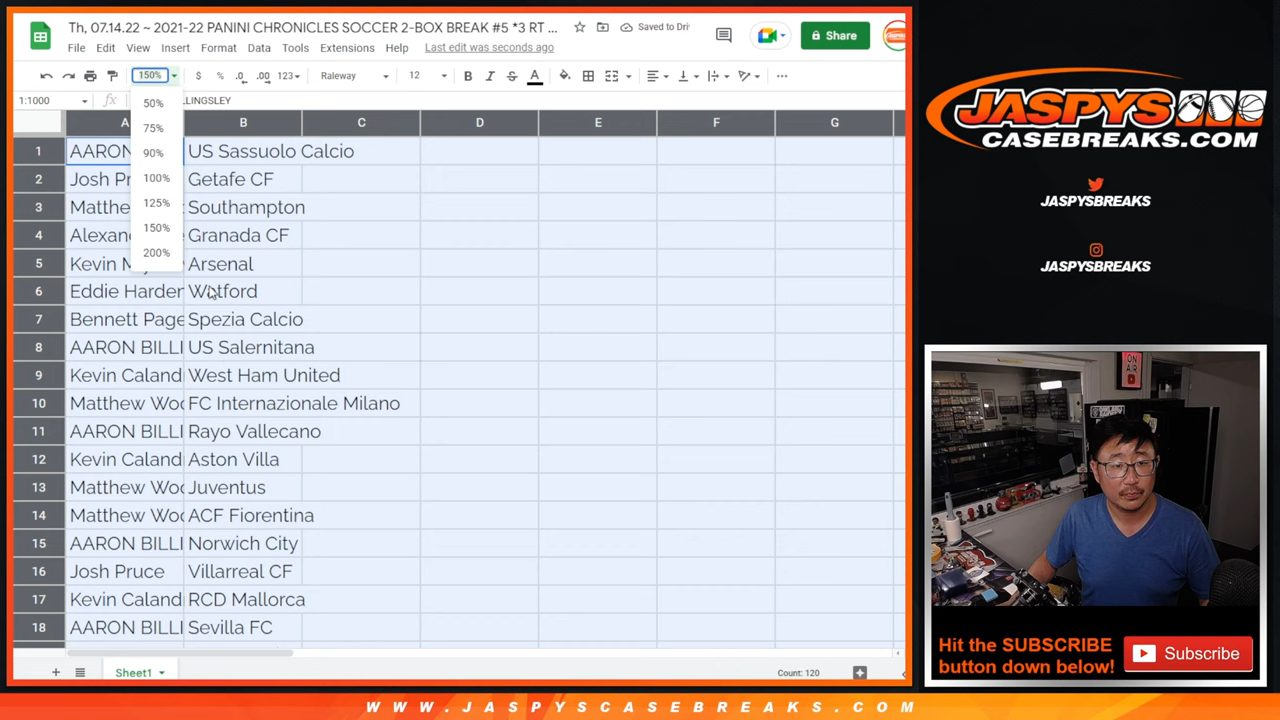 Th, 07.14.22 ~ 2021-22 PANINI CHRONICLES SOCCER 2-BOX BREAK #5 *3 RT ...
Saved to Dri
Share
File Edit View Insert Format Data Tools Extensions Help Last edit was seconds ago
150% $ % .0 .00 123 Raleway 12 B I S A
1:1000 fx LLINGSLEY
50%
75%
90%
100%
125%
150%
200%
A B C D E F G
1 AARON US Sassuolo Calcio
2 Josh Pr Getafe CF
3 Matthe Southampton
4 Alexan Granada CF
5 Kevin M Arsenal
6 Eddie Harder Watford
7 Bennett Page Spezia Calcio
8 AARON BILLI US Salernitana
9 Kevin Caland West Ham United
10 Matthew Woo FC Internazionale Milano
11 AARON BILLI Rayo Vallecano
12 Kevin Caland Aston Villa
13 Matthew Woo Juventus
14 Matthew Woo ACF Fiorentina
15 AARON BILLI Norwich City
16 Josh Pruce Villarreal CF
17 Kevin Caland RCD Mallorca
18 AARON BILLI Sevilla FC
Sheet1
Count: 120
JASPYS
CASEBREAKS.COM
JASPYSBREAKS
JASPYSBREAKS
ON AIR
Hit the SUBSCRIBE
button down below!
Subscribe
WWW.JASPYSCASEBREAKS.COM